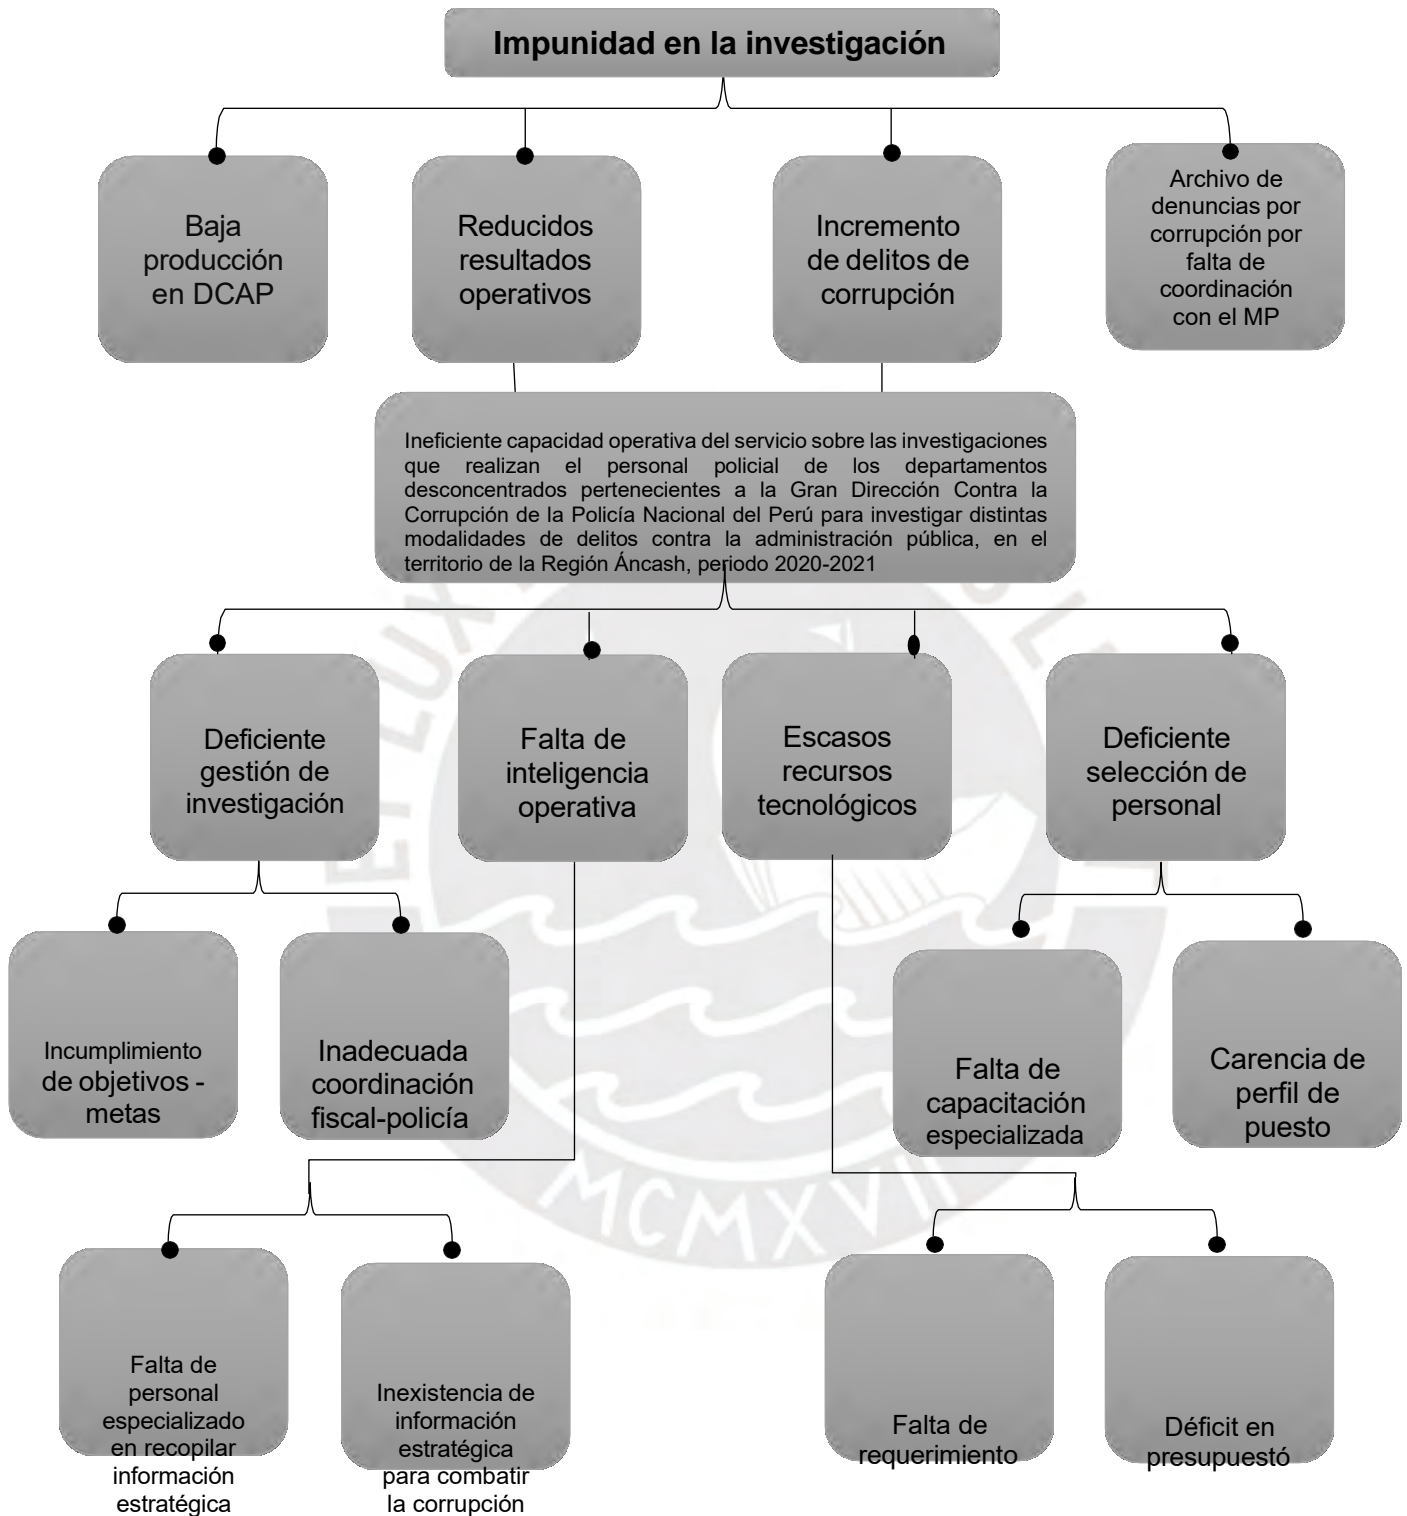 Impunidad en la investigación
Baja
producción
en DCAP
Reducidos
resultados
operativos
Incremento
de delitos de
corrupción
Archivo de
denuncias por
corrupción por
falta de
coordinación
con el MP
Ineficiente capacidad operativa del servicio sobre las investigaciones
que realizan el personal policial de los departamentos
desconcentrados pertenecientes a la Gran Dirección Contra la
Corrupción de la Policía Nacional del Perú para investigar distintas
modalidades de delitos contra la administración pública, en el
territorio de la Región Áncash, periodo 2020-2021
Deficiente
gestión de
investigación
Falta de
inteligencia
operativa
Escasos
recursos
tecnológicos
Deficiente
selección de
personal
Incumplimiento
de objetivos -
metas
Inadecuada
coordinación
fiscal-policía
Falta de
capacitación
especializada
Carencia de
perfil de
puesto
Falta de
personal
especializado
en recopilar
información
estratégica
Inexistencia de
información
estratégica
para combatir
la corrupción
Falta de
requerimiento
Déficit en
presupuestó
ET LUX
MCMXVII